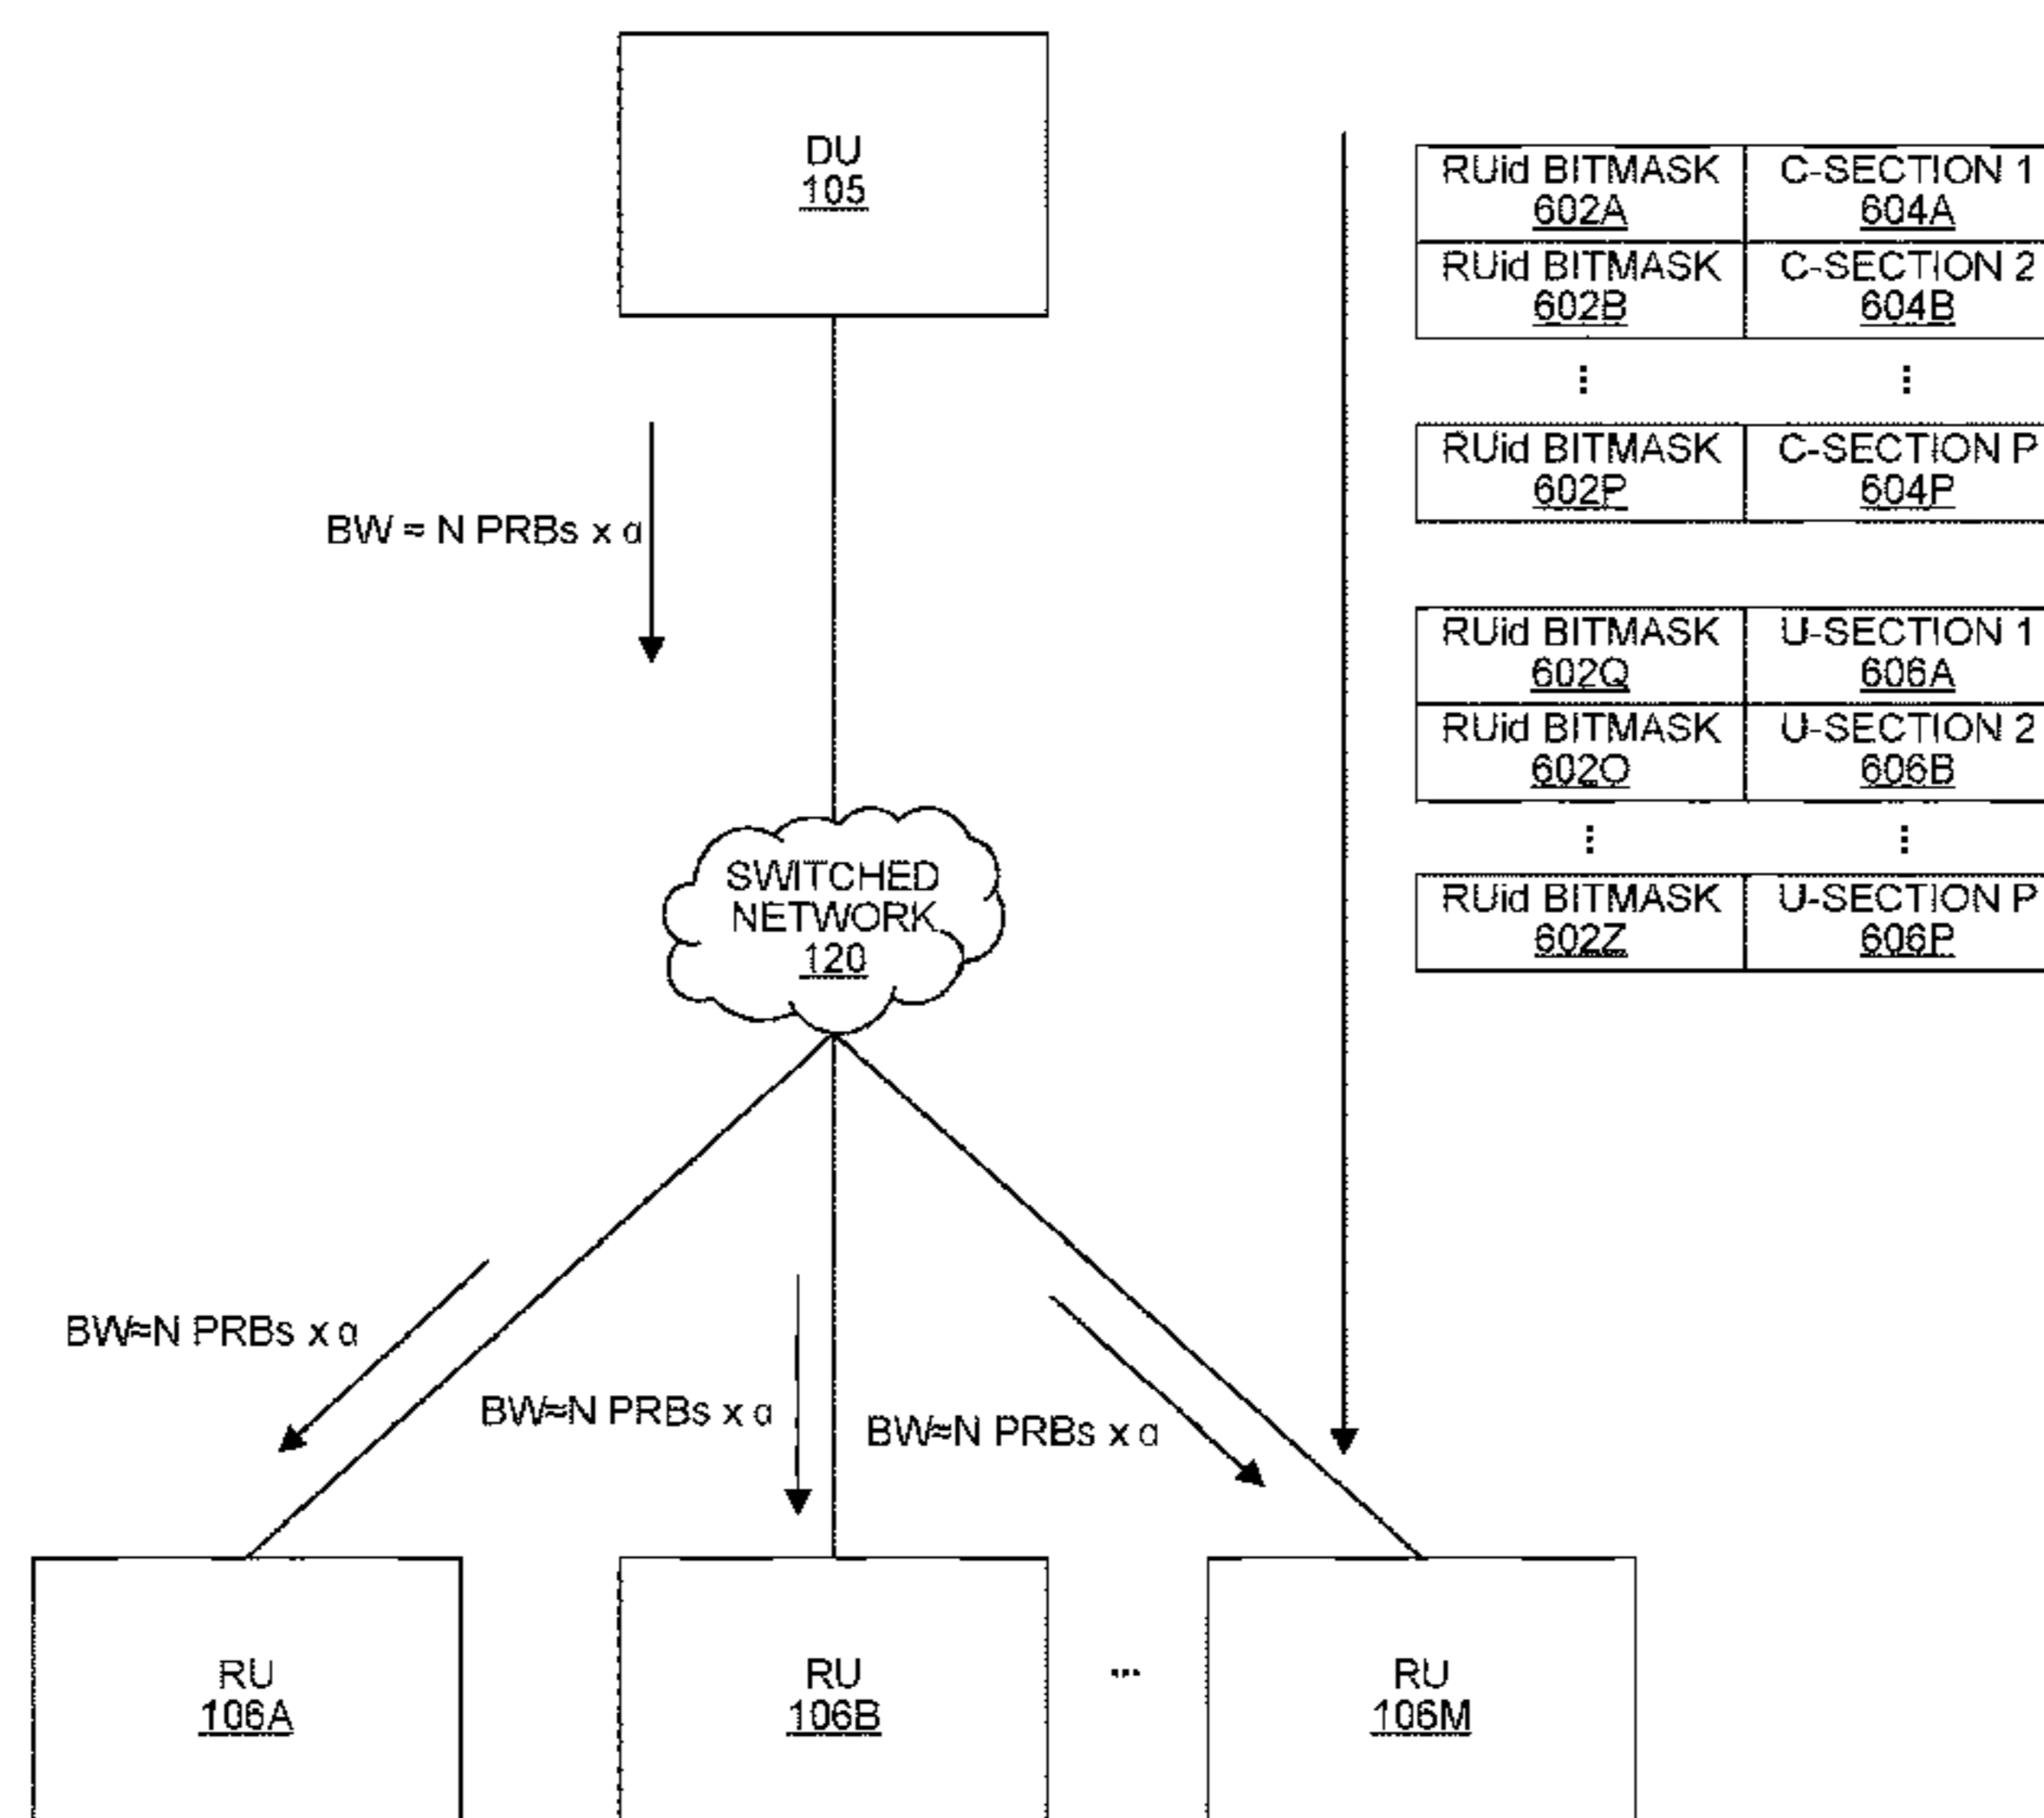 DU
105
RUid BITMASK C-SECTION 1
602A 604A
RUid BITMASK C-SECTION 2
602B 604B
⋮ ⋮
RUid BITMASK C-SECTION P
602P 604P
BW ≈ N PRBs x α
RUid BITMASK U-SECTION 1
602Q 606A
RUid BITMASK U-SECTION 2
602O 606B
⋮ ⋮
RUid BITMASK U-SECTION P
602Z 606P
SWITCHED
NETWORK
120
BW≈N PRBs x α
BW≈N PRBs x α
BW≈N PRBs x α
RU
106A
RU
106B
...
RU
106M